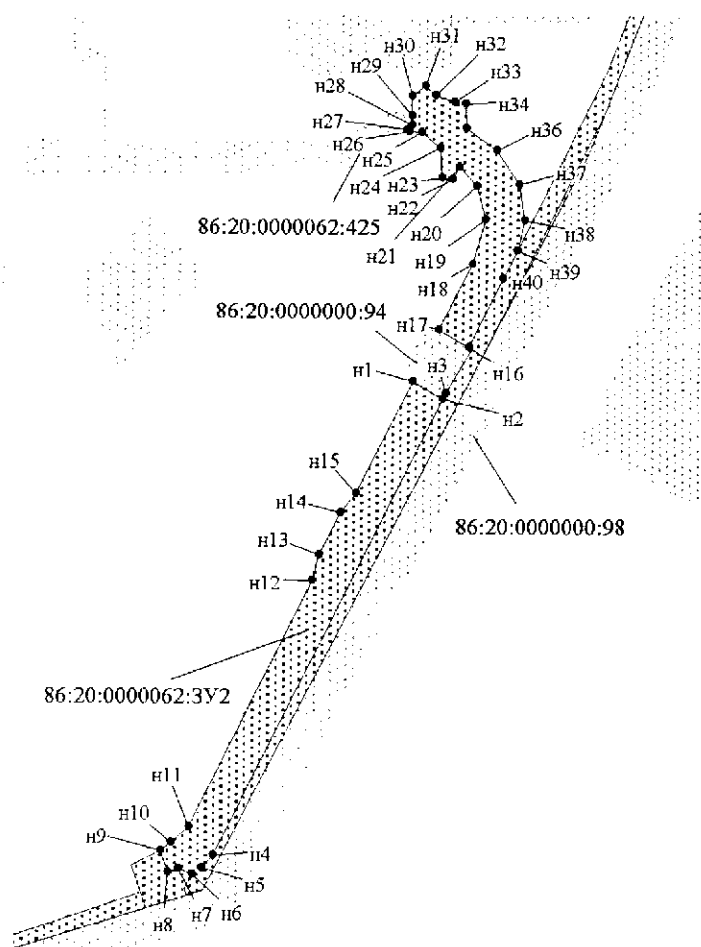 н31
н30
н32
н29
н33
н28
н34
н27
н36
н26
н25
н24
н37
н23
н22
н20
86:20:0000062:425
н38
н21
н19
н39
н18
н40
86:20:0000000:94
н17
н16
н1
н3
н2
н15
н14
86:20:0000000:98
н13
н12
86:20:0000062:ЗУ2
н11
н10
н9
н4
н5
н6
н7
н8